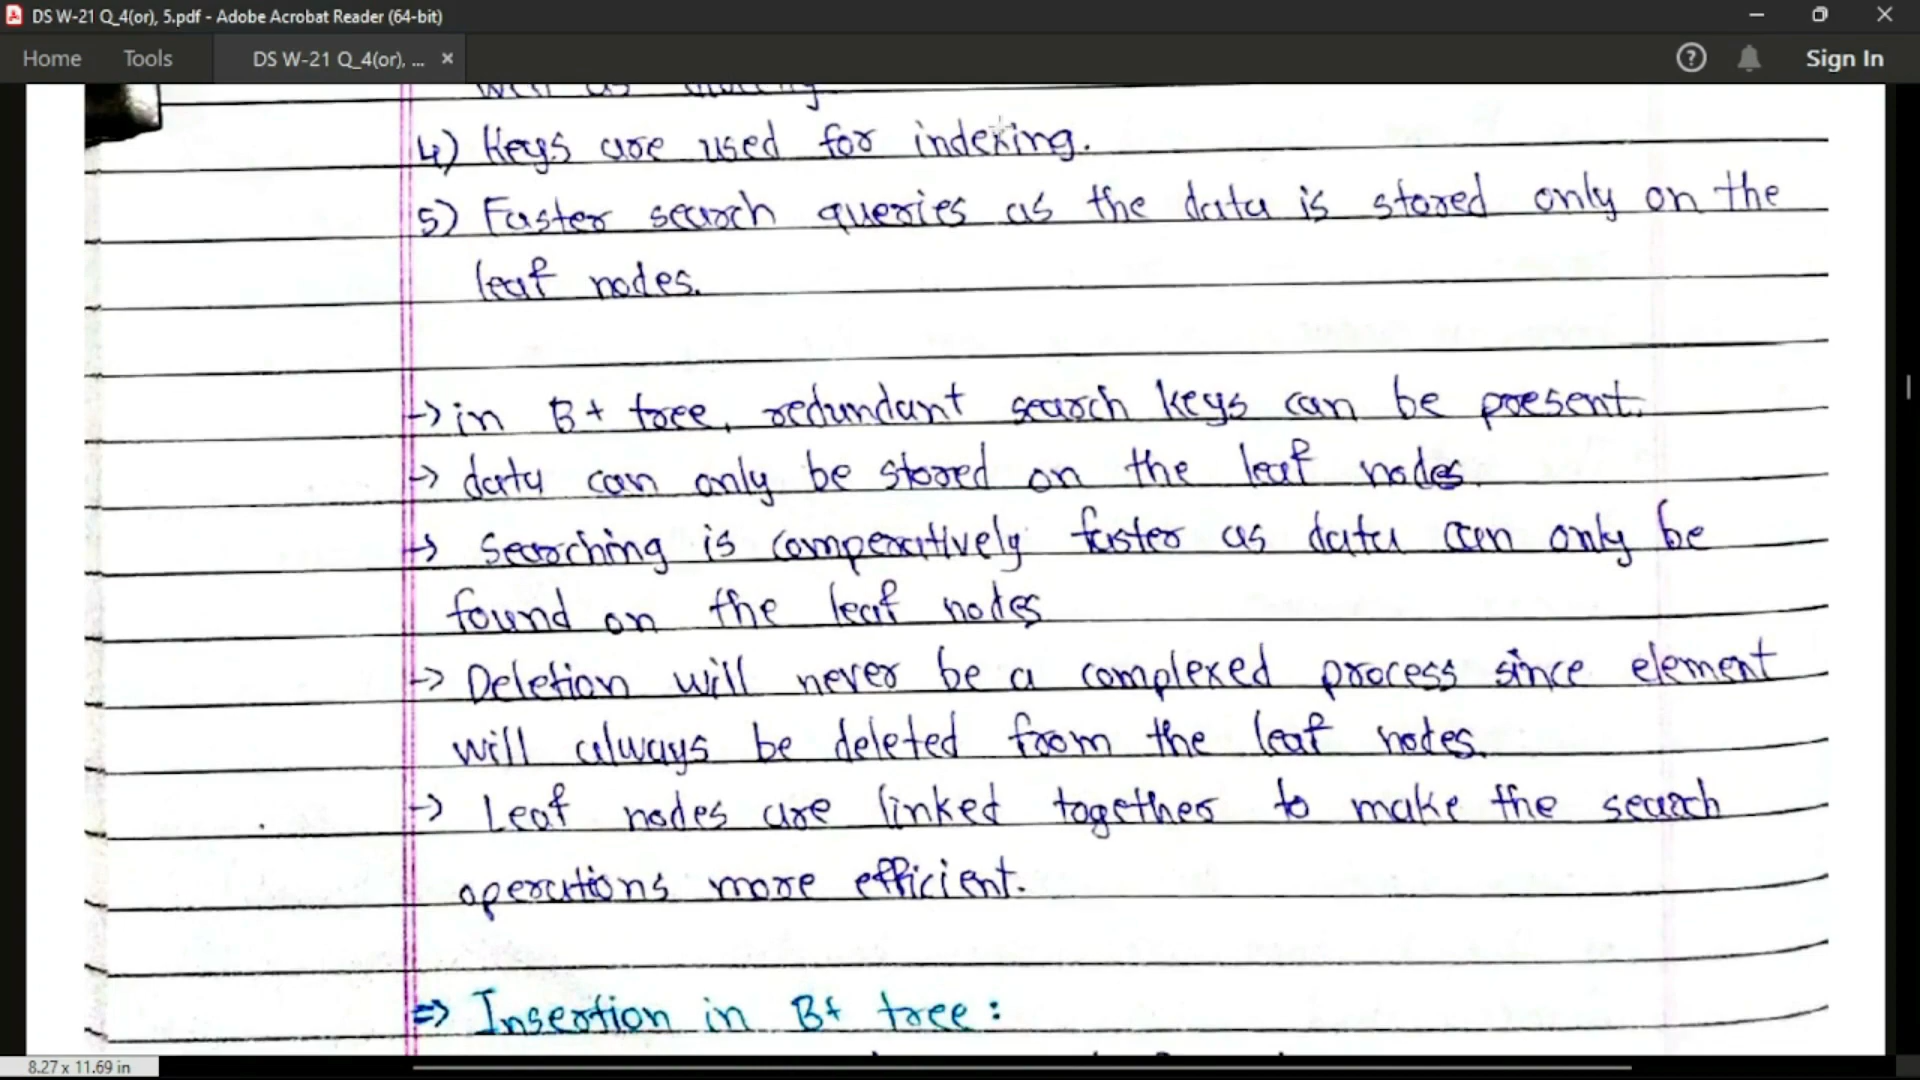 DS W-21 Q_4(or), 5.pdf - Adobe Acrobat Reader (64-bit)
Home Tools DS W-21 Q_4(or), ... × Sign In
well as
4) Keys are used for indexing.
5) Faster search queries as the data is stored only on the
leaf nodes.
→ in B+ tree, redundant search keys can be present.
→ data can only be stored on the leaf nodes.
→ Searching is comperatively faster as data can only be
found on the leaf nodes
→ Deletion will never be a complexed process since element
will always be deleted from the leaf nodes.
→ Leaf nodes are linked together to make the search
operations more efficient.
⇒ Insertion in B+ tree :
8.27 x 11.69 in